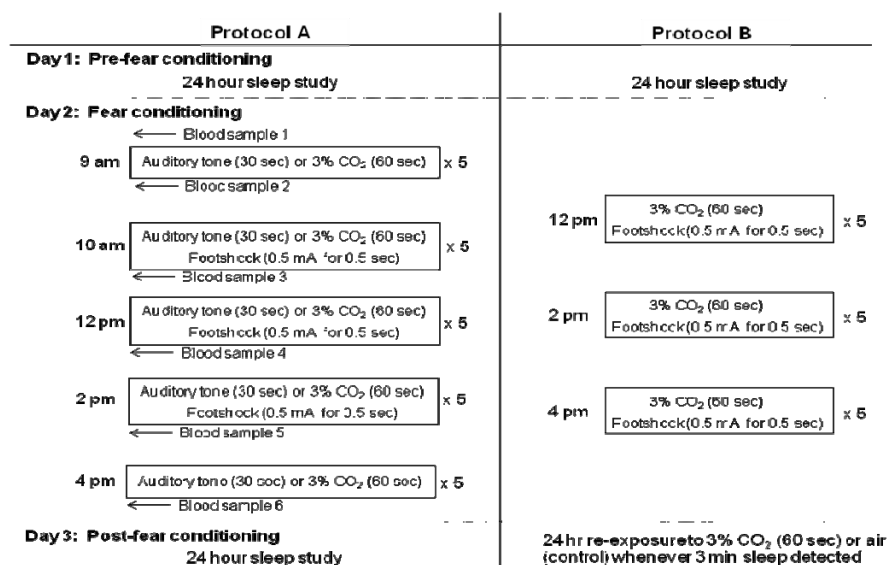 Protocol A
Protocol B
Day 1: Pre-fear conditioning
24 hour sleep study
24 hour sleep study
Day 2: Fear conditioning
Blood sample 1
9 am
Auditory tone (30 sec) or 3% CO₂ (60 sec)
x 5
Blood sample 2
10 am
Auditory tone (30 sec) or 3% CO₂ (60 sec)
Footshock (0.5 mA for 0.5 sec)
x 5
Blood sample 3
12 pm
Auditory tone (30 sec) or 3% CO₂ (60 sec)
Footshock (0.5 mA for 0.5 sec)
x 5
Blood sample 4
2 pm
Auditory tone (30 sec) or 3% CO₂ (60 sec)
Footshock (0.5 mA for 0.5 sec)
x 5
Blood sample 5
4 pm
Auditory tone (30 sec) or 3% CO₂ (60 sec)
x 5
Blood sample 6
12 pm
3% CO₂ (60 sec)
Footshock (0.5 mA for 0.5 sec)
x 5
2 pm
3% CO₂ (60 sec)
Footshock (0.5 mA for 0.5 sec)
x 5
4 pm
3% CO₂ (60 sec)
Footshock (0.5 mA for 0.5 sec)
x 5
Day 3: Post-fear conditioning
24 hour sleep study
24 hr re-exposure to 3% CO₂ (60 sec) or air
(control) whenever 3 min sleep detected